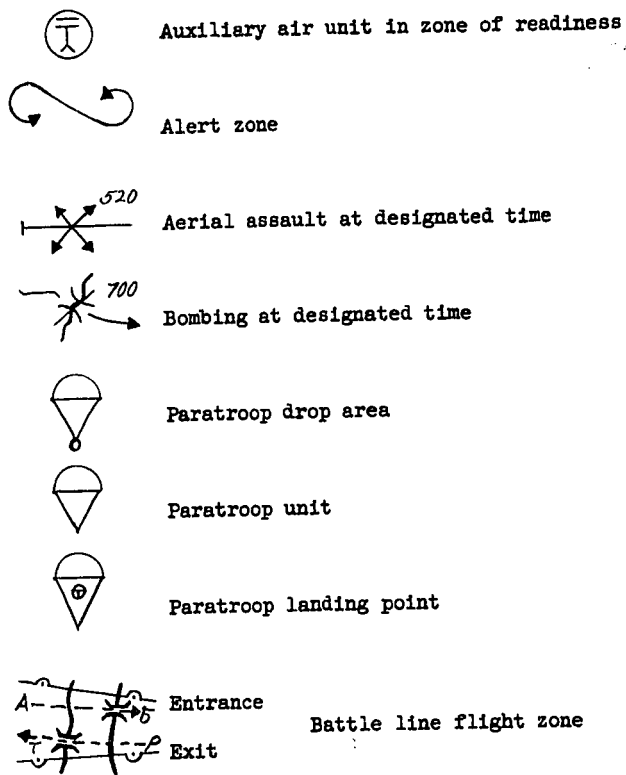 Auxiliary air unit in zone of readiness
Alert zone
520
Aerial assault at designated time
700
Bombing at designated time
Paratroop drop area
Paratroop unit
T
Paratroop landing point
A Б Entrance
Battle line flight zone
Г Р Exit